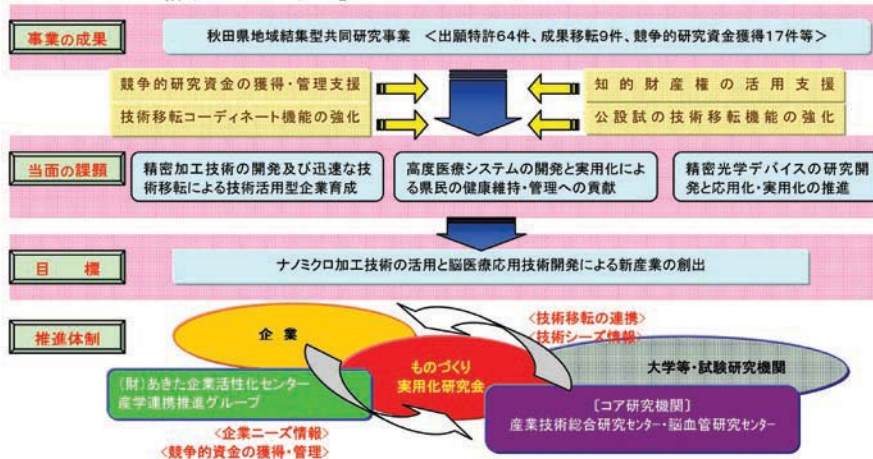 事業の成果
秋田県地域結集型共同研究事業 <出願特許64件、成果移転9件、競争的研究資金獲得17件等>
競争的研究資金の獲得・管理支援
知的財産権の活用支援
技術移転コーディネート機能の強化
公設試の技術移転機能の強化
当面の課題
精密加工技術の開発及び迅速な技
術移転による技術活用型企業育成
高度医療システムの開発と実用化によ
る県民の健康維持・管理への貢献
精密光学デバイスの研究開
発と応用化・実用化の推進
目標
ナノミクロ加工技術の活用と脳医療応用技術開発による新産業の創出
推進体制
企業
<技術移転の連携>
<技術シーズ情報>
ものづくり
実用化研究会
大学等・試験研究機関
(財)あきた企業活性化センター
産学連携推進グループ
〔コア研究機関〕
産業技術総合研究センター・脳血管研究センター
<企業ニーズ情報>
<競争的資金の獲得・管理>